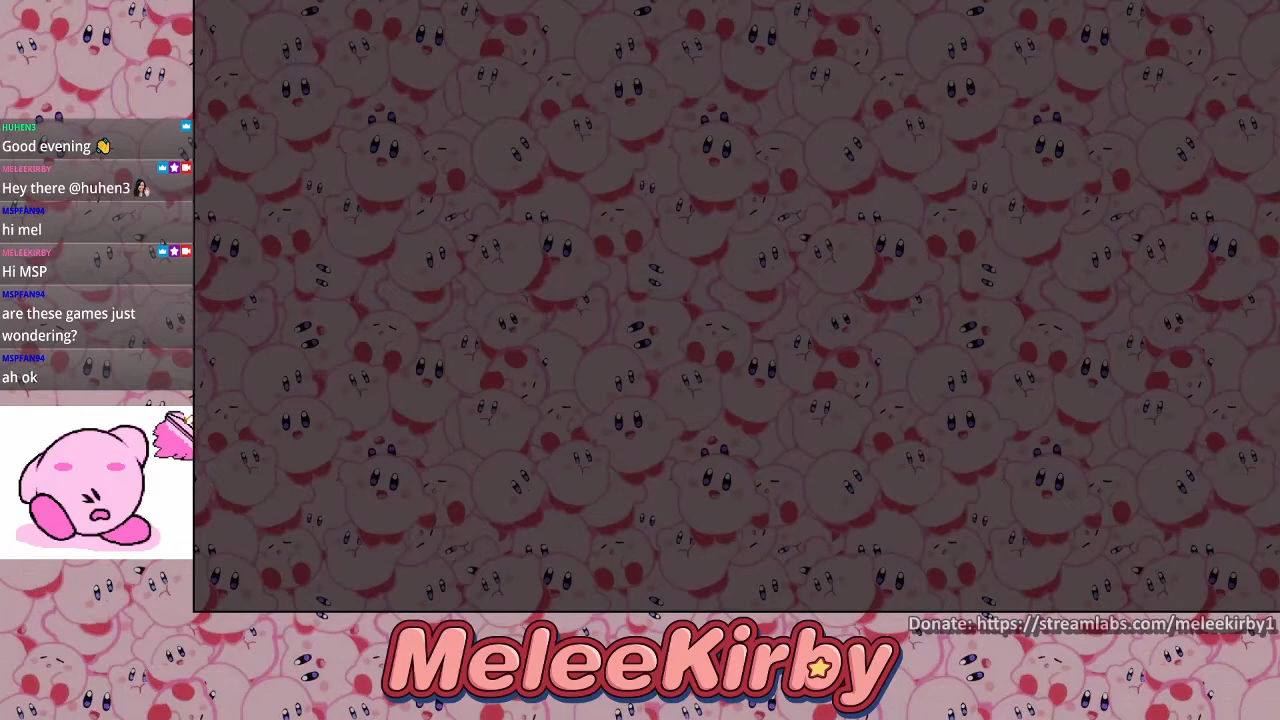 HUHEN3
Good evening 👏
MELEEKIRBY
Hey there @huhen3
MSPFAN94
hi mel
MELEEKIRBY
Hi MSP
MSPFAN94
are these games just
wondering?
MSPFAN94
ah ok
Donate: https://streamlabs.com/meleekirby1
MeleeKirby